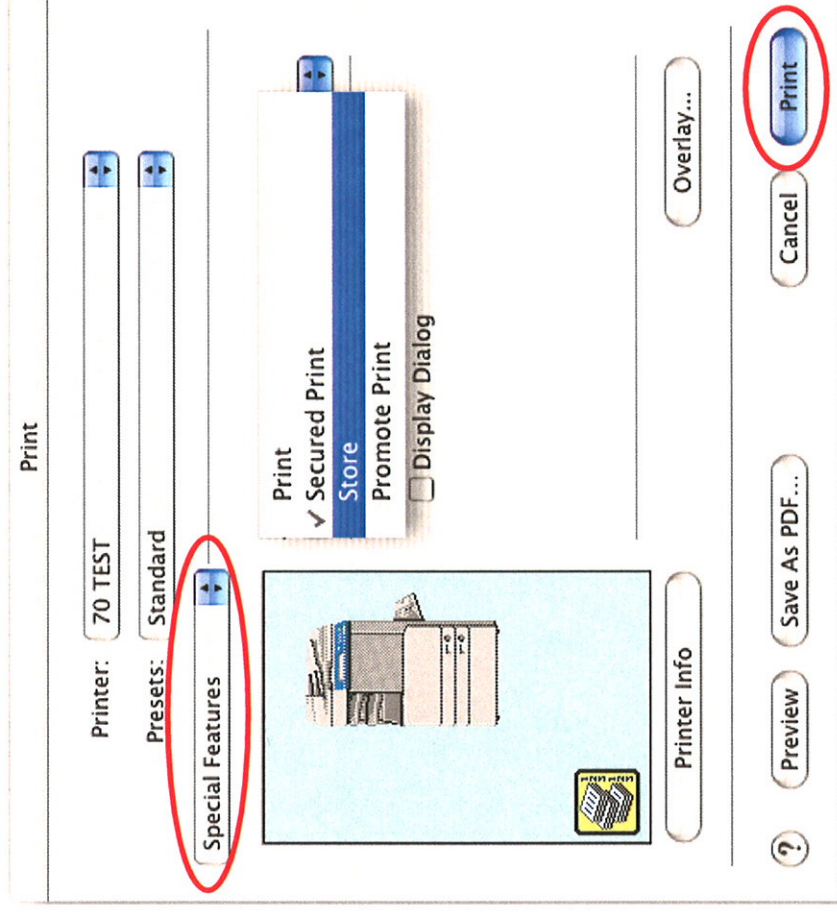 Print
Printer: 70 TEST
Presets: Standard
Special Features
Print
✓ Secured Print
Store
Promote Print
Display Dialog
Printer Info
Overlay...
? Preview Save As PDF... Cancel Print